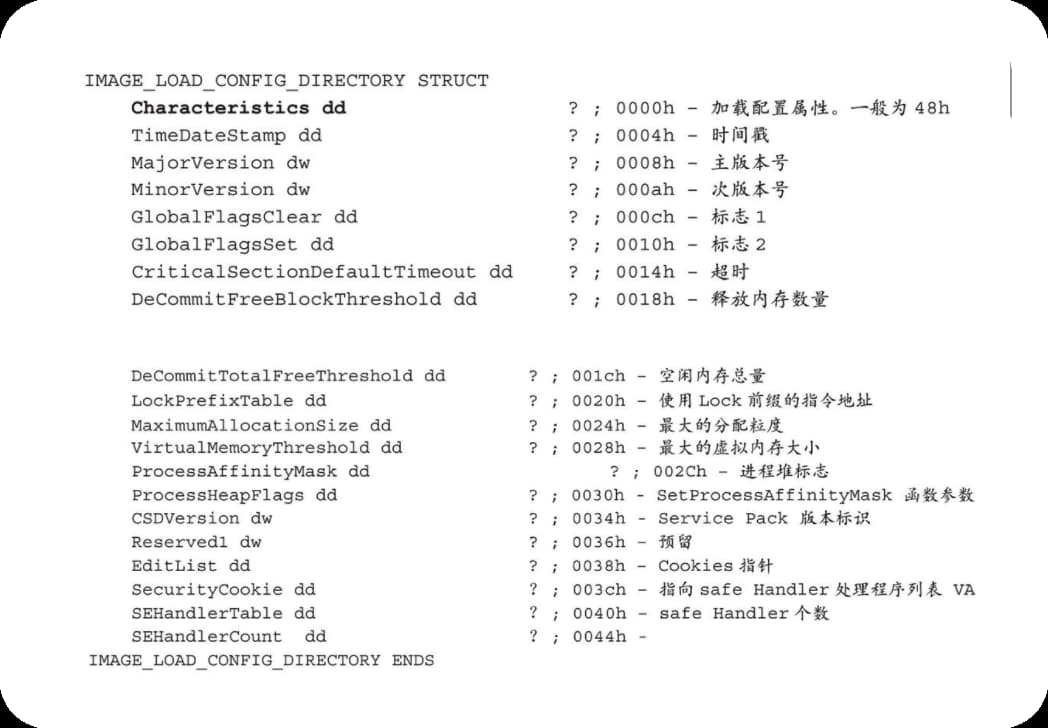 IMAGE_LOAD_CONFIG_DIRECTORY STRUCT
Characteristics dd ? ; 0000h – 加载配置属性。一般为 48h
TimeDateStamp dd ? ; 0004h – 时间戳
MajorVersion dw ? ; 0008h – 主版本号
MinorVersion dw ? ; 000ah – 次版本号
GlobalFlagsClear dd ? ; 000ch – 标志 1
GlobalFlagsSet dd ? ; 0010h – 标志 2
CriticalSectionDefaultTimeout dd ? ; 0014h – 超时
DeCommitFreeBlockThreshold dd ? ; 0018h – 释放内存数量
DeCommitTotalFreeThreshold dd ? ; 001ch – 空闲内存总量
LockPrefixTable dd ? ; 0020h – 使用 Lock 前缀的指令地址
MaximumAllocationSize dd ? ; 0024h – 最大的分配粒度
VirtualMemoryThreshold dd ? ; 0028h – 最大的虚拟内存大小
ProcessAffinityMask dd ? ; 002Ch – 进程堆标志
ProcessHeapFlags dd ? ; 0030h - SetProcessAffinityMask 函数参数
CSDVersion dw ? ; 0034h - Service Pack 版本标识
Reserved1 dw ? ; 0036h – 预留
EditList dd ? ; 0038h – Cookies 指针
SecurityCookie dd ? ; 003ch – 指向 safe Handler 处理程序列表 VA
SEHandlerTable dd ? ; 0040h – safe Handler 个数
SEHandlerCount dd ? ; 0044h -
IMAGE_LOAD_CONFIG_DIRECTORY ENDS